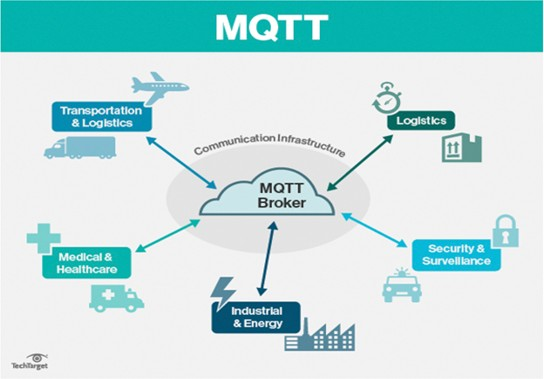 MQTT
Transportation
& Logistics
Logistics
Communication Infrastructure
MQTT
Broker
Medical &
Healthcare
Security &
Surveillance
Industrial
& Energy
TechTarget